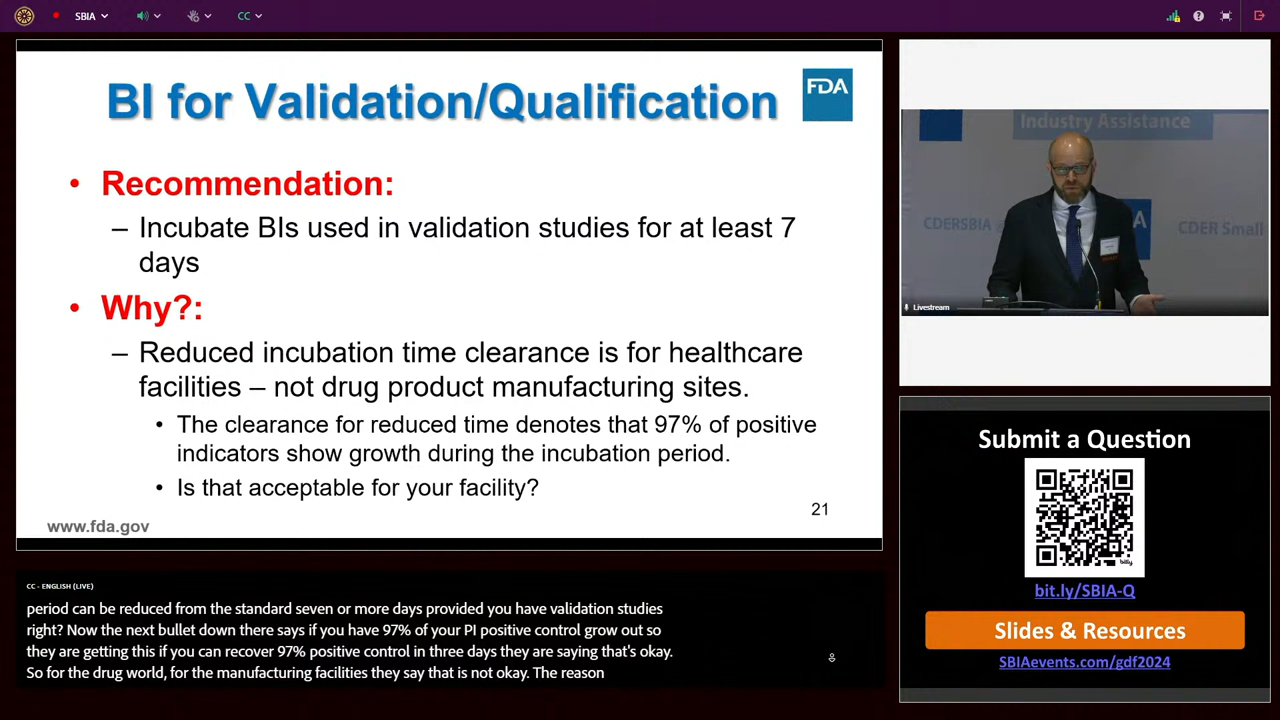 SBIA
CC
BI for Validation/Qualification
FDA
• Recommendation:
– Incubate BIs used in validation studies for at least 7
days
• Why?:
– Reduced incubation time clearance is for healthcare
facilities – not drug product manufacturing sites.
• The clearance for reduced time denotes that 97% of positive
indicators show growth during the incubation period.
• Is that acceptable for your facility?
21
www.fda.gov
Industry Assistance
CDERSBIA
A
CDER Small
Livestream
Submit a Question
bitly
bit.ly/SBIA-Q
Slides & Resources
SBIAevents.com/gdf2024
CC - ENGLISH (LIVE)
period can be reduced from the standard seven or more days provided you have validation studies
right? Now the next bullet down there says if you have 97% of your PI positive control grow out so
they are getting this if you can recover 97% positive control in three days they are saying that's okay.
So for the drug world, for the manufacturing facilities they say that is not okay. The reason